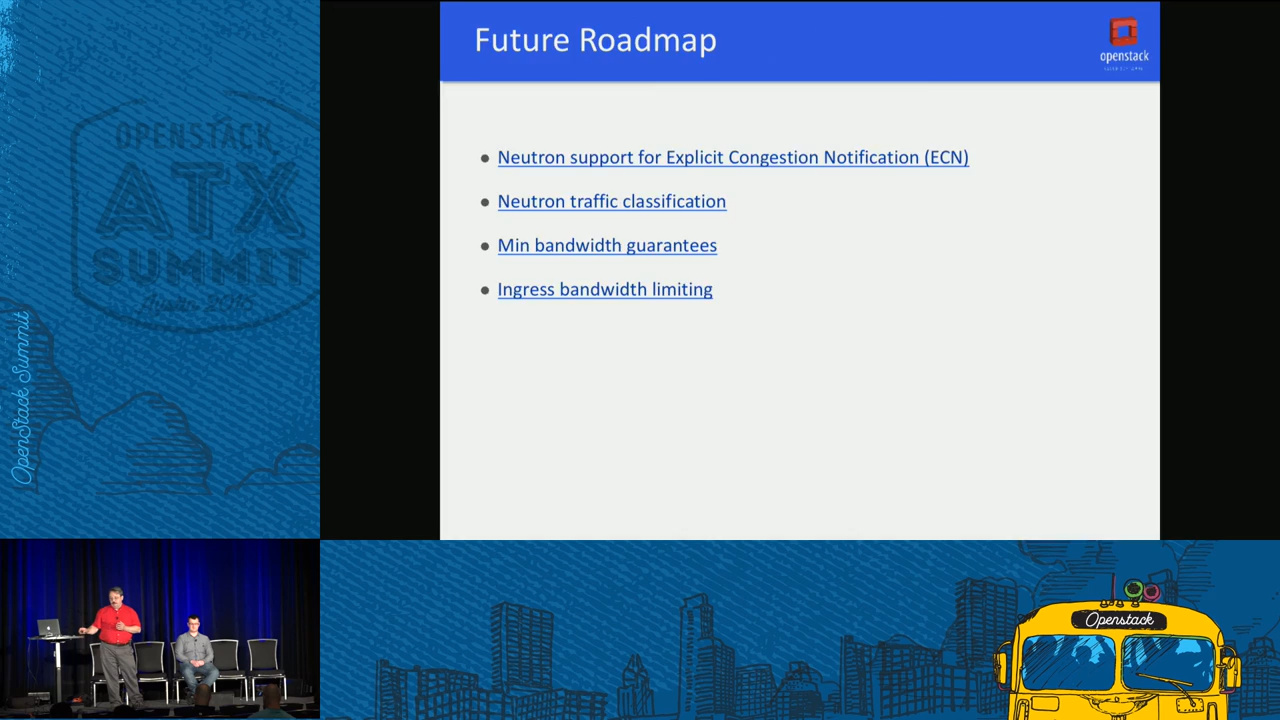 Future Roadmap
openstack
• Neutron support for Explicit Congestion Notification (ECN)
• Neutron traffic classification
• Min bandwidth guarantees
• Ingress bandwidth limiting
OPENSTACK
ATX
SUMMIT
OpenStack Summit
Openstack